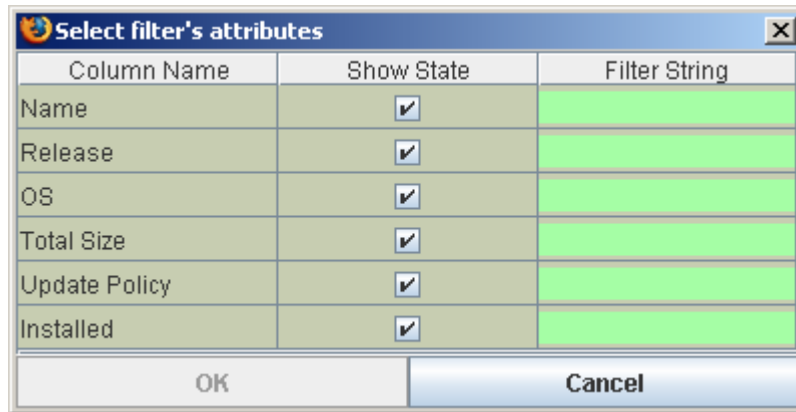 Select filter's attributes
Column Name Show State Filter String
Name
Release
OS
Total Size
Update Policy
Installed
OK Cancel